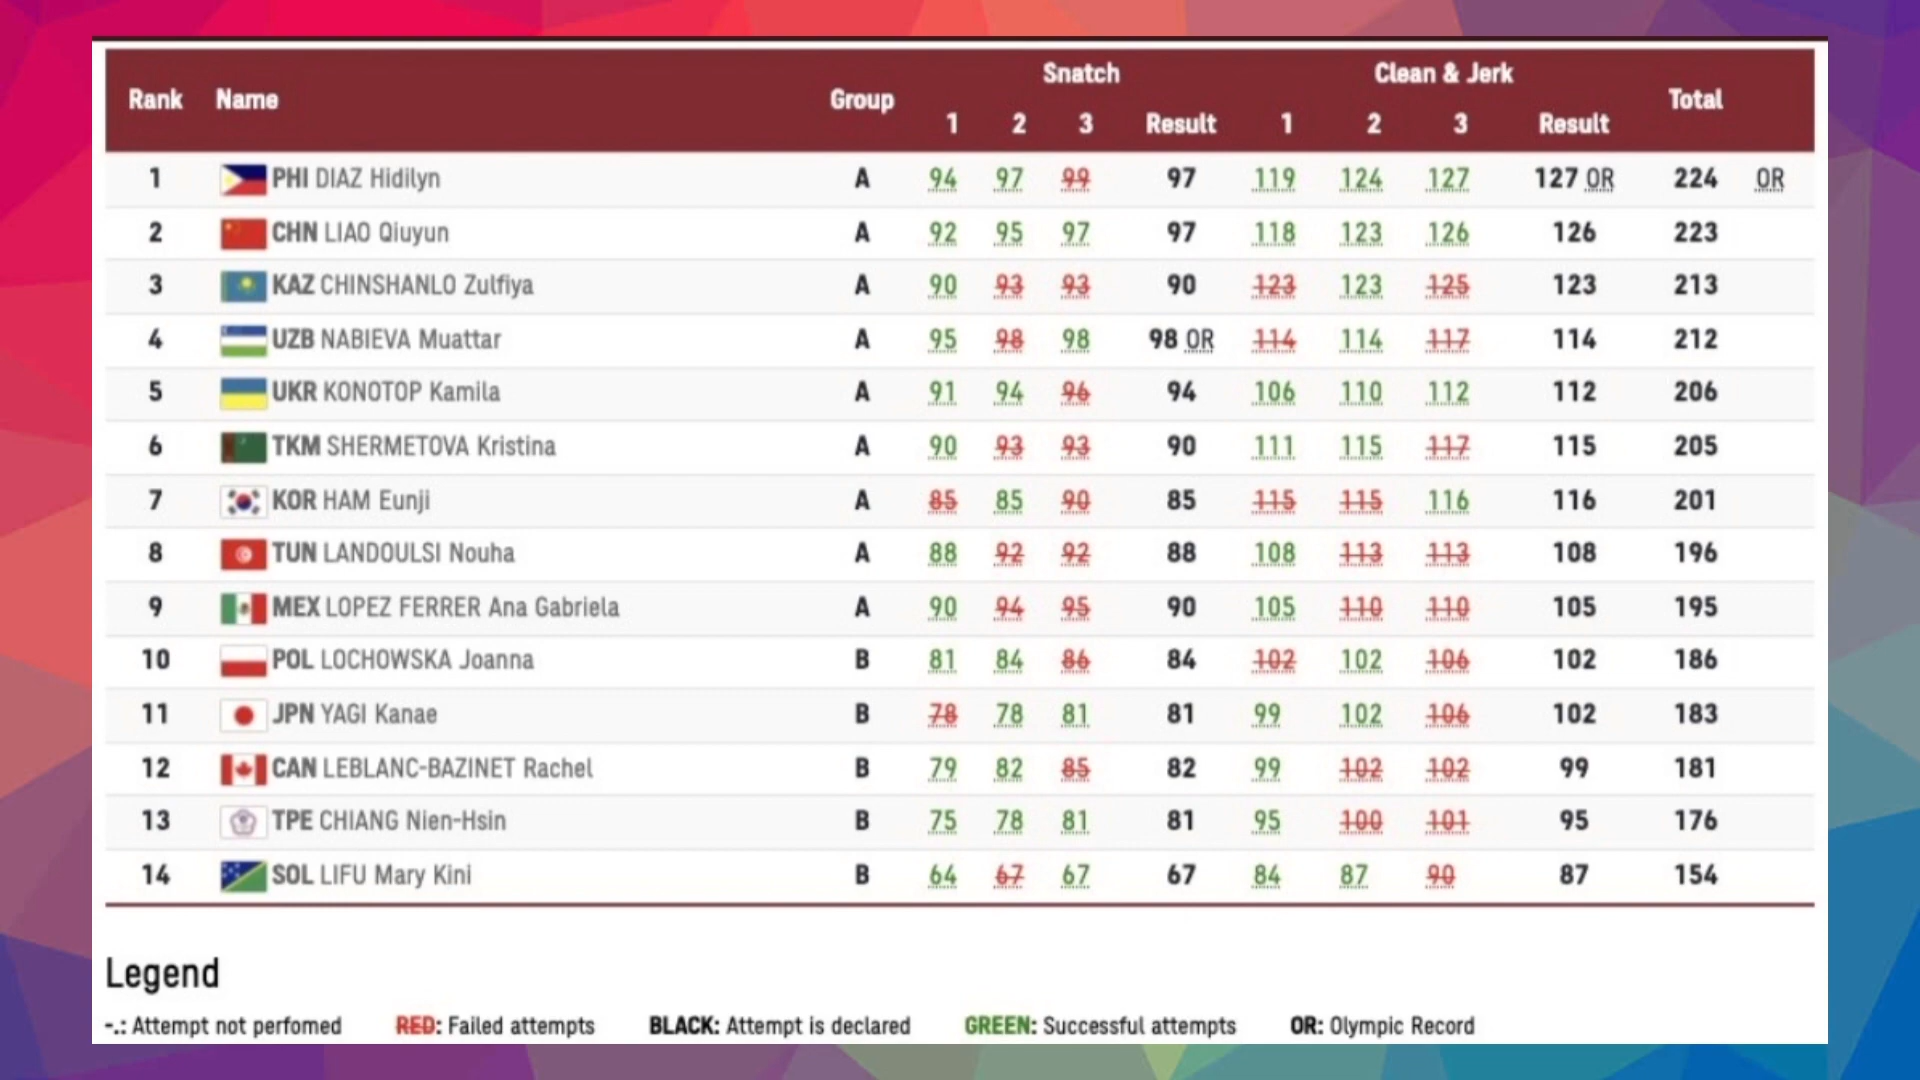 Snatch Clean & Jerk
Rank Name Group Total
1 2 3 Result 1 2 3 Result
1 PHI DIAZ Hidilyn A 94 97 99 97 119 124 127 127 OR 224 OR
2 CHN LIAO Qiuyun A 92 95 97 97 118 123 126 126 223
3 KAZ CHINSHANLO Zulfiya A 90 93 93 90 123 123 125 123 213
4 UZB NABIEVA Muattar A 95 98 98 98 OR 114 114 117 114 212
5 UKR KONOTOP Kamila A 91 94 96 94 106 110 112 112 206
6 TKM SHERMETOVA Kristina A 90 93 93 90 111 115 117 115 205
7 KOR HAM Eunji A 85 85 90 85 115 115 116 116 201
8 TUN LANDOULSI Nouha A 88 92 92 88 108 113 113 108 196
9 MEX LOPEZ FERRER Ana Gabriela A 90 94 95 90 105 110 110 105 195
10 POL LOCHOWSKA Joanna B 81 84 86 84 102 102 106 102 186
11 JPN YAGI Kanae B 78 78 81 81 99 102 106 102 183
12 CAN LEBLANC-BAZINET Rachel B 79 82 85 82 99 102 102 99 181
13 TPE CHIANG Nien-Hsin B 75 78 81 81 95 100 101 95 176
14 SOL LIFU Mary Kini B 64 67 67 67 84 87 90 87 154
Legend
-.: Attempt not perfomed RED: Failed attempts BLACK: Attempt is declared GREEN: Successful attempts OR: Olympic Record